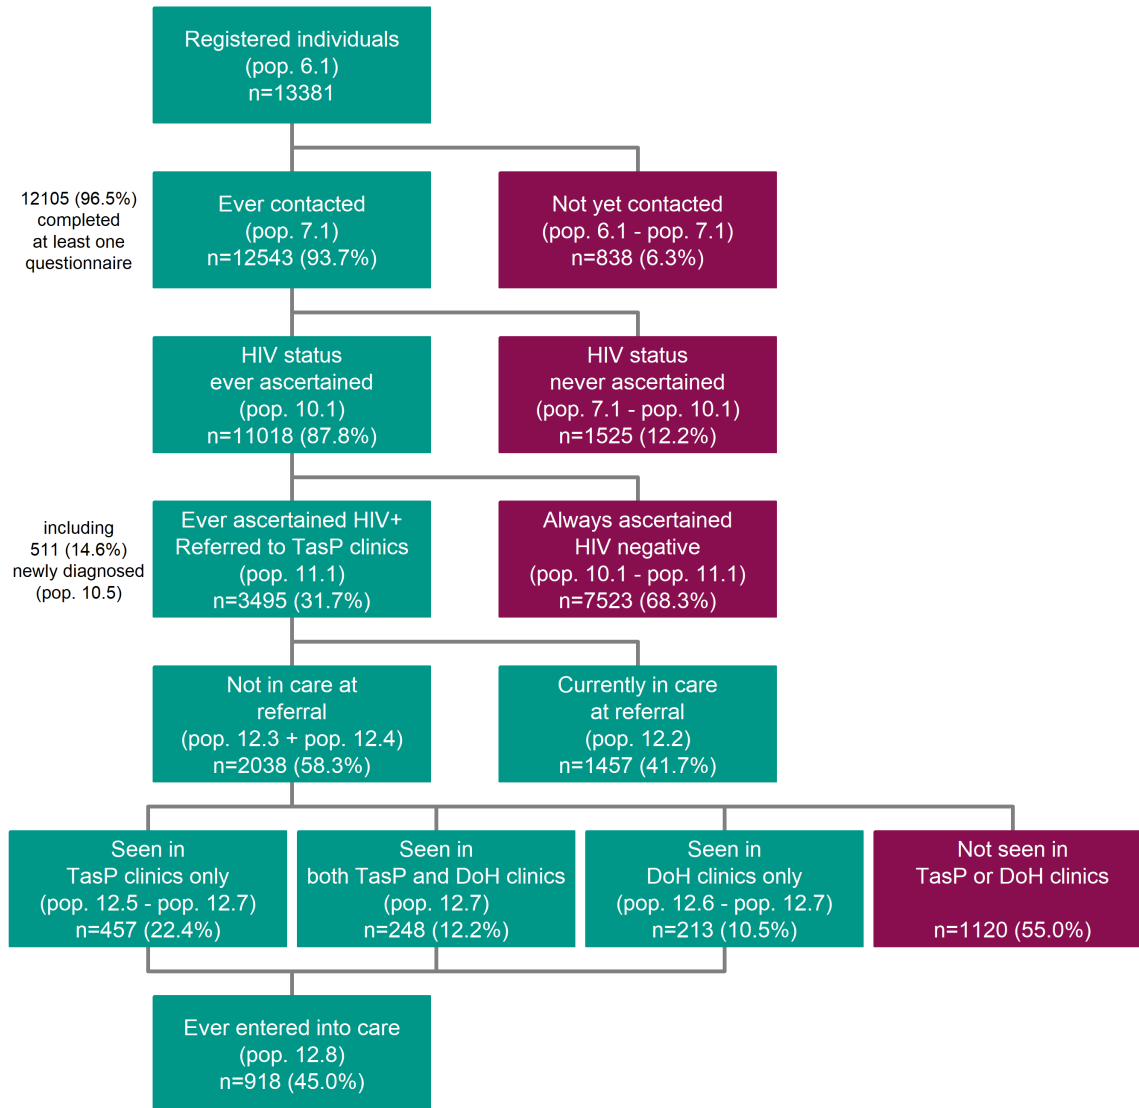 Registered individuals
(pop. 6.1)
n=13381
12105 (96.5%)
completed
at least one
questionnaire
Ever contacted
(pop. 7.1)
n=12543 (93.7%)
Not yet contacted
(pop. 6.1 - pop. 7.1)
n=838 (6.3%)
HIV status
ever ascertained
(pop. 10.1)
n=11018 (87.8%)
HIV status
never ascertained
(pop. 7.1 - pop. 10.1)
n=1525 (12.2%)
including
511 (14.6%)
newly diagnosed
(pop. 10.5)
Ever ascertained HIV+
Referred to TasP clinics
(pop. 11.1)
n=3495 (31.7%)
Always ascertained
HIV negative
(pop. 10.1 - pop. 11.1)
n=7523 (68.3%)
Not in care at
referral
(pop. 12.3 + pop. 12.4)
n=2038 (58.3%)
Currently in care
at referral
(pop. 12.2)
n=1457 (41.7%)
Seen in
TasP clinics only
(pop. 12.5 - pop. 12.7)
n=457 (22.4%)
Seen in
both TasP and DoH clinics
(pop. 12.7)
n=248 (12.2%)
Seen in
DoH clinics only
(pop. 12.6 - pop. 12.7)
n=213 (10.5%)
Not seen in
TasP or DoH clinics
n=1120 (55.0%)
Ever entered into care
(pop. 12.8)
n=918 (45.0%)